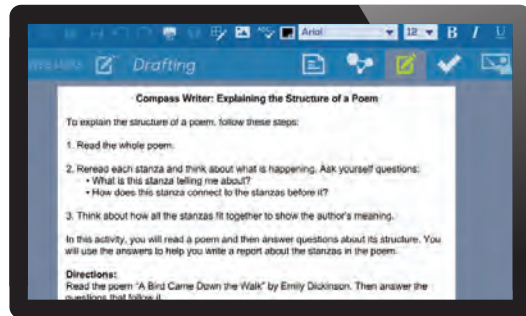 Arial 12 B I U
Drafting
Compass Writer: Explaining the Structure of a Poem
To explain the structure of a poem, follow these steps:
1. Read the whole poem.
2. Reread each stanza and think about what is happening. Ask yourself questions:
• What is this stanza telling me about?
• How does this stanza connect to the stanzas before it?
3. Think about how all the stanzas fit together to show the author's meaning.
In this activity, you will read a poem and then answer questions about its structure. You
will use the answers to help you write a report about the stanzas in the poem.
Directions:
Read the poem "A Bird Came Down the Walk" by Emily Dickinson. Then answer the
questions that follow it.